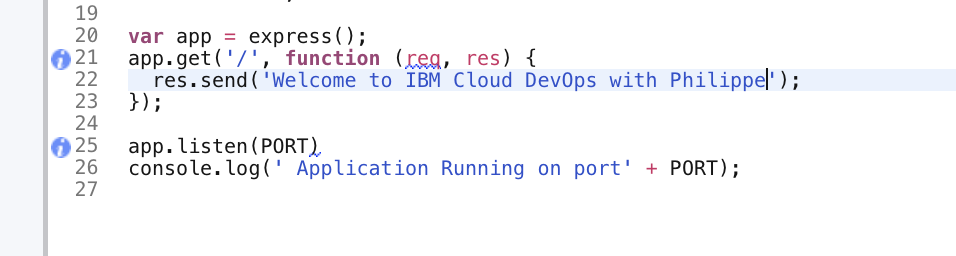 19
20 var app = express();
21 app.get('/', function (req, res) {
22 res.send('Welcome to IBM Cloud DevOps with Philippe');
23 });
24
25 app.listen(PORT)
26 console.log(' Application Running on port' + PORT);
27